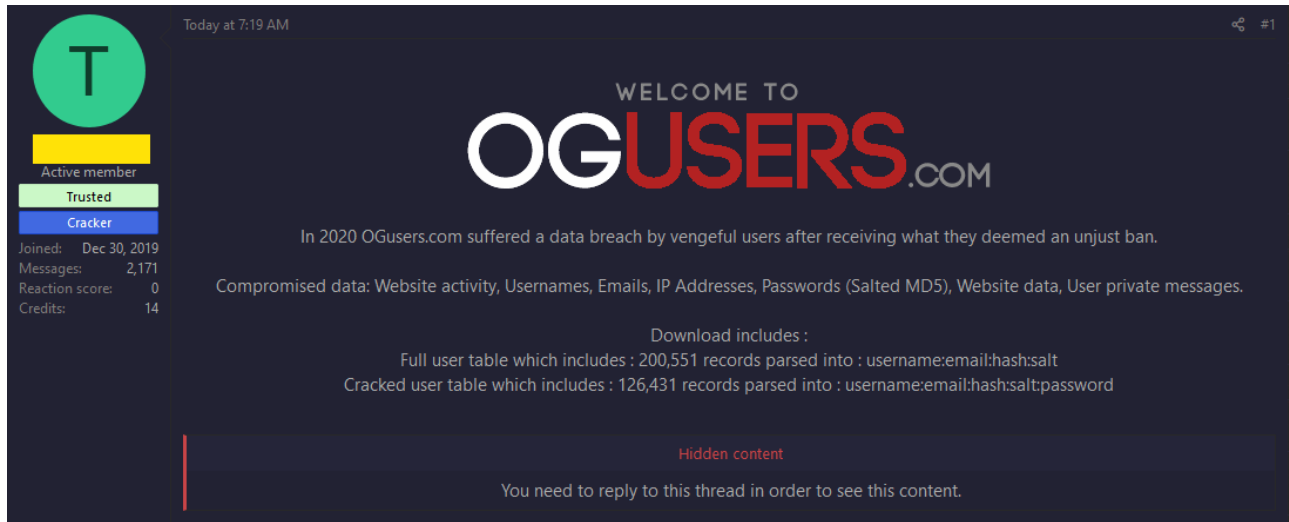 Today at 7:19 AM
#1
T
Active member
Trusted
Cracker
Joined: Dec 30, 2019
Messages: 2,171
Reaction score: 0
Credits: 14
WELCOME TO
OGUSERS.COM
In 2020 OGusers.com suffered a data breach by vengeful users after receiving what they deemed an unjust ban.
Compromised data: Website activity, Usernames, Emails, IP Addresses, Passwords (Salted MD5), Website data, User private messages.
Download includes :
Full user table which includes : 200,551 records parsed into : username:email:hash:salt
Cracked user table which includes : 126,431 records parsed into : username:email:hash:salt:password
Hidden content
You need to reply to this thread in order to see this content.